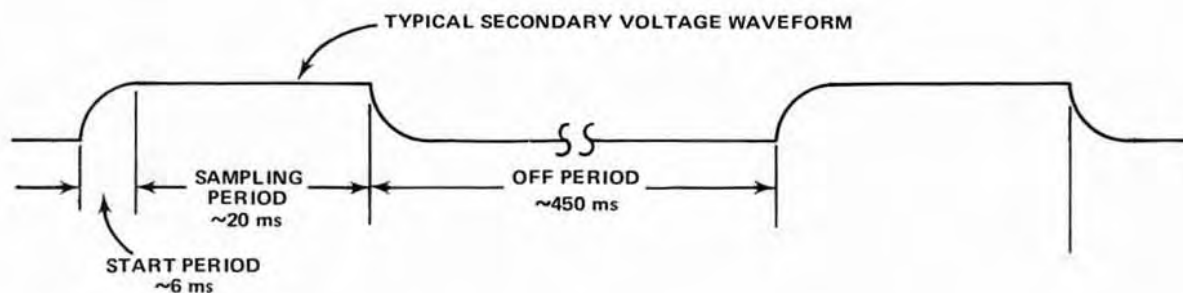 TYPICAL SECONDARY VOLTAGE WAVEFORM
SAMPLING
PERIOD
~20 ms
OFF PERIOD
~450 ms
START PERIOD
~6 ms